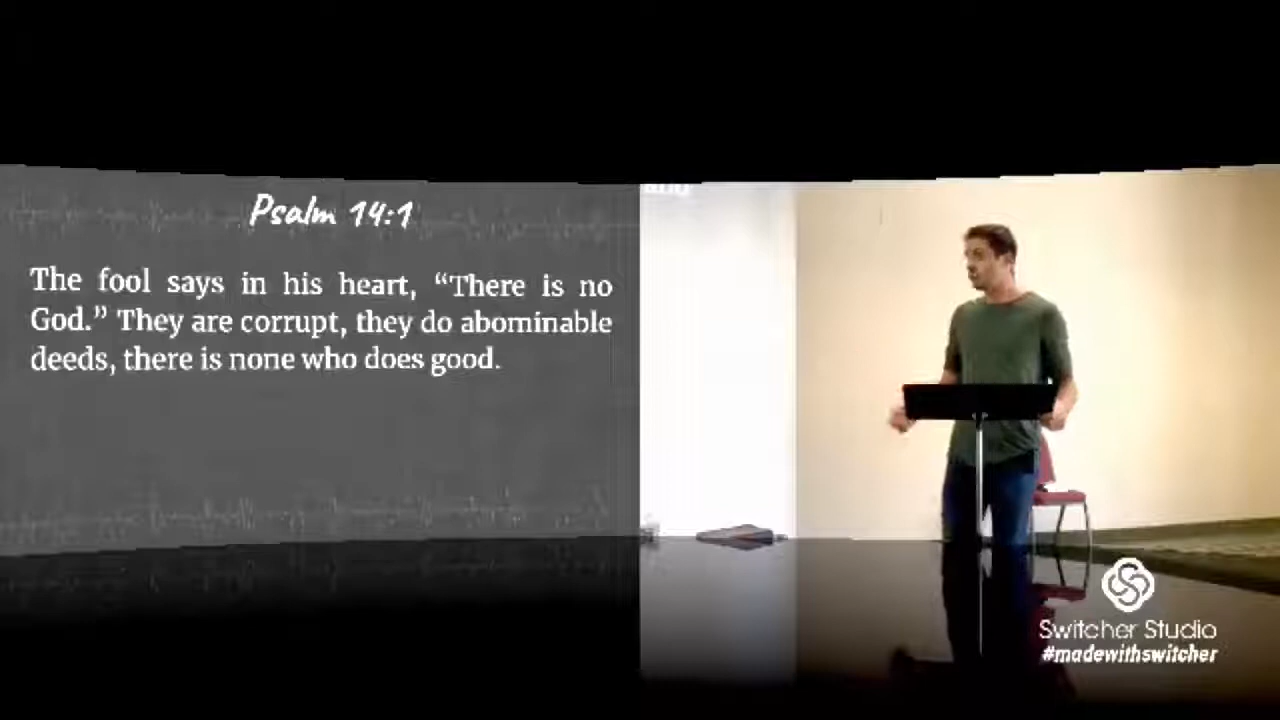 Psalm 14:1
The fool says in his heart, “There is no
God.” They are corrupt, they do abominable
deeds, there is none who does good.
and
Switcher Studio
#madewithswitcher